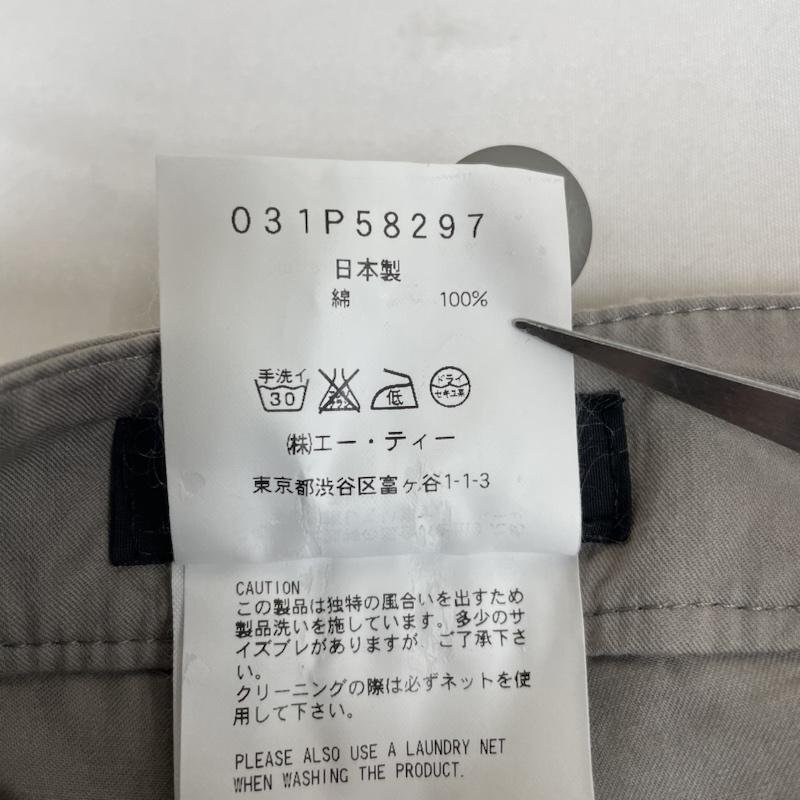 031P58297
日本製
綿 100%
手洗イ
30
低
ドライ
セキユ系
㈱エー・ティー
東京都渋谷区富ヶ谷1-1-3
CAUTION
この製品は独特の風合いを出すため
製品洗いを施しています。多少のサ
イズブレがありますが、ご了承下さ
い。
クリーニングの際は必ずネットを使
用して下さい。
PLEASE ALSO USE A LAUNDRY NET
WHEN WASHING THE PRODUCT.